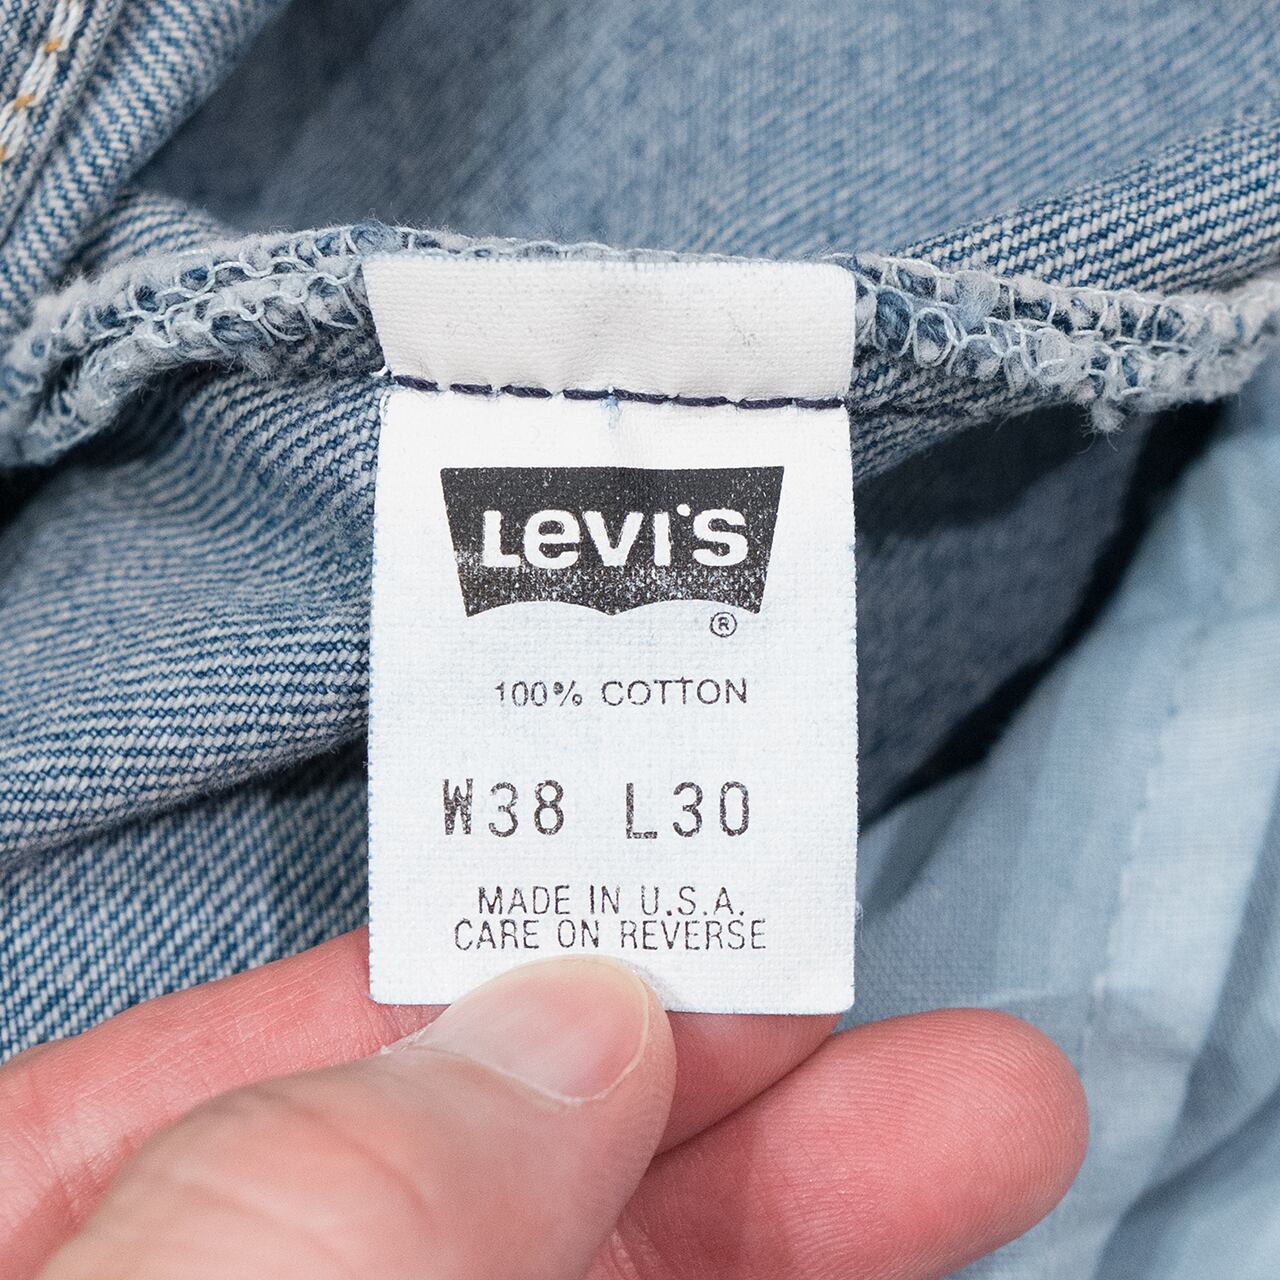 Levi's
®
100% COTTON
W38 L30
MADE IN U.S.A.
CARE ON REVERSE